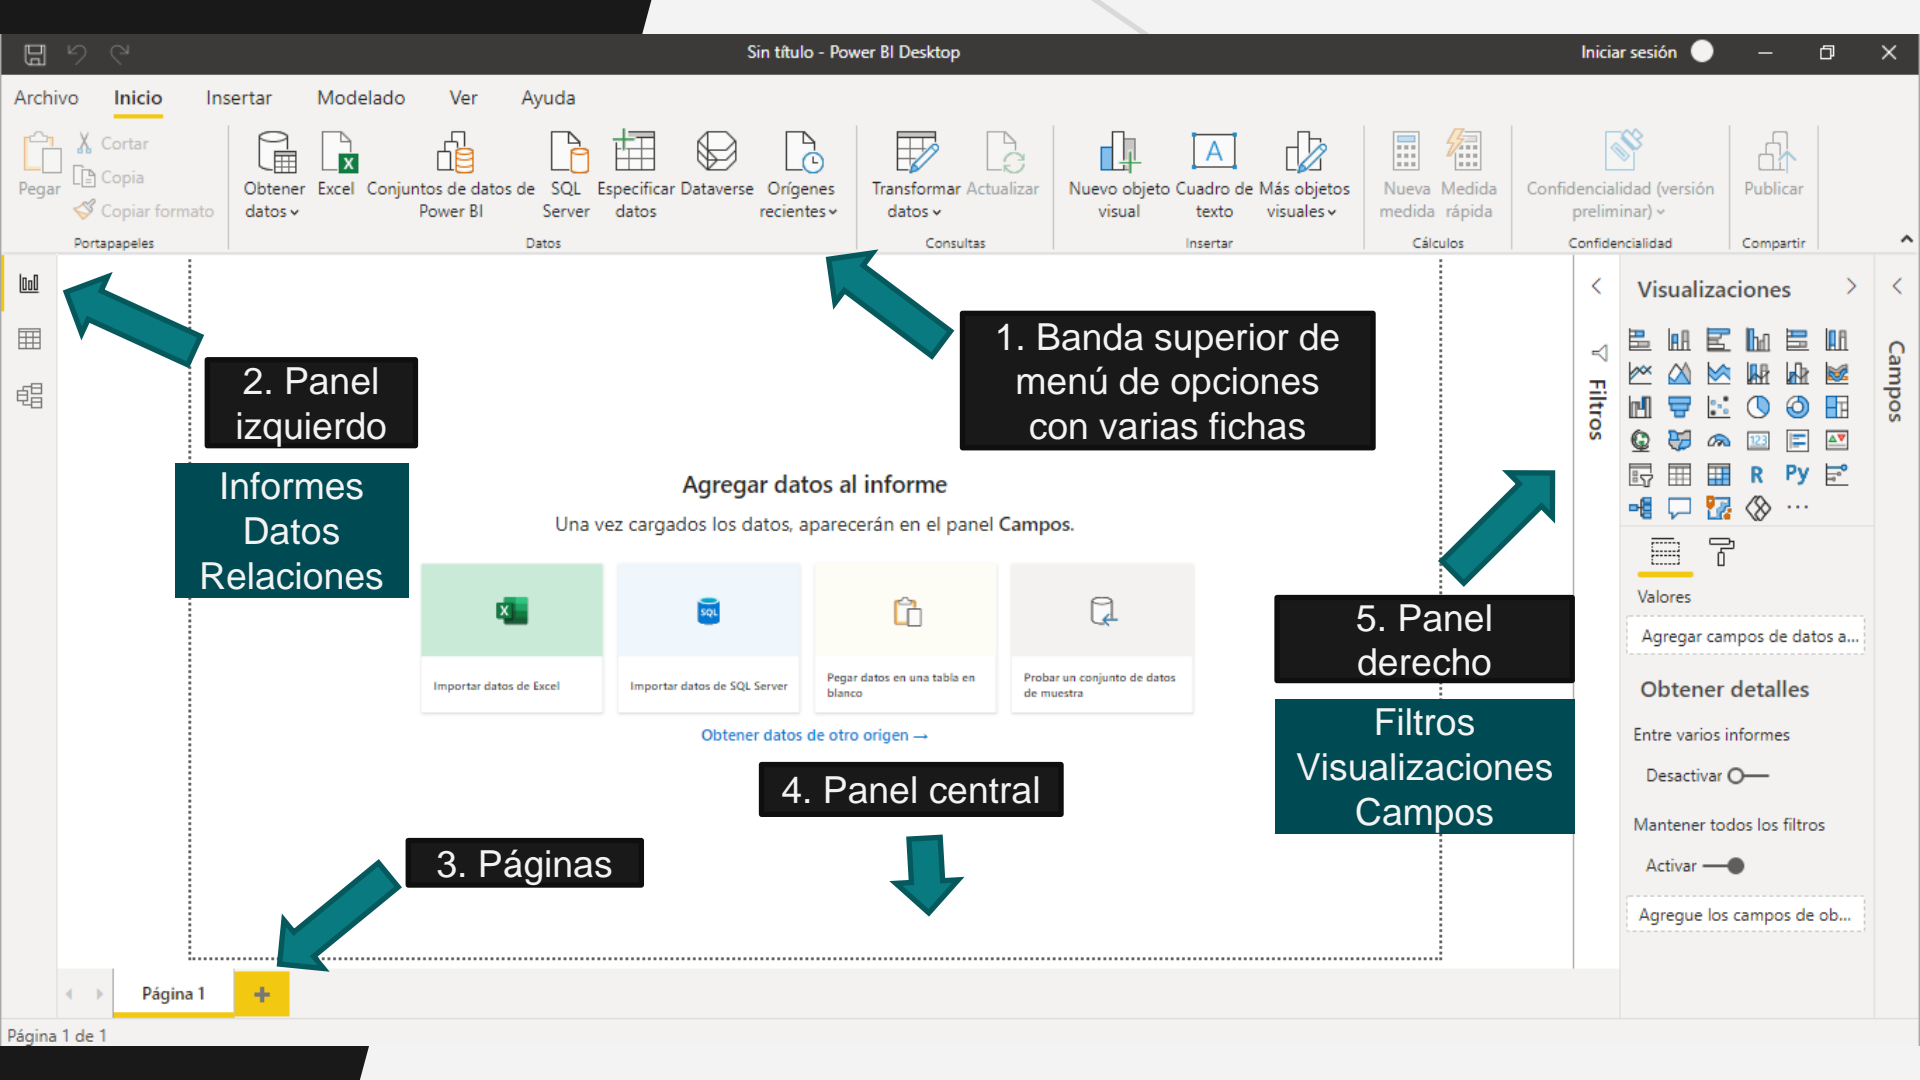 Sin título - Power BI Desktop
Iniciar sesión
Archivo Inicio Insertar Modelado Ver Ayuda
Pegar
Cortar
Copia
Copiar formato
Portapapeles
Obtener
datos
Excel
Conjuntos de datos de
Power BI
SQL
Server
Especificar
datos
Dataverse
Orígenes
recientes
Datos
Transformar
datos
Actualizar
Consultas
Nuevo objeto
visual
Cuadro de
texto
Más objetos
visuales
Insertar
Nueva
medida
Medida
rápida
Cálculos
Confidencialidad (versión
preliminar)
Confidencialidad
Publicar
Compartir
1. Banda superior de
menú de opciones
con varias fichas
2. Panel
izquierdo
Informes
Datos
Relaciones
Agregar datos al informe
Una vez cargados los datos, aparecerán en el panel Campos.
Importar datos de Excel
SQL
Importar datos de SQL Server
Pegar datos en una tabla en
blanco
Probar un conjunto de datos
de muestra
Obtener datos de otro origen →
4. Panel central
3. Páginas
5. Panel
derecho
Filtros
Visualizaciones
Campos
Filtros
Visualizaciones
123
R Py
Valores
Agregar campos de datos a...
Obtener detalles
Entre varios informes
Desactivar
Mantener todos los filtros
Activar
Agregue los campos de ob...
Campos
Página 1
Página 1 de 1